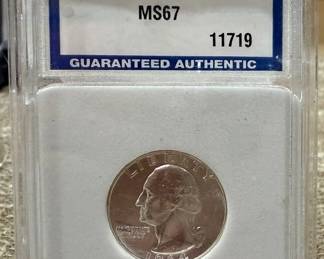 MS67
11719
GUARANTEED AUTHENTIC
LIBERTY